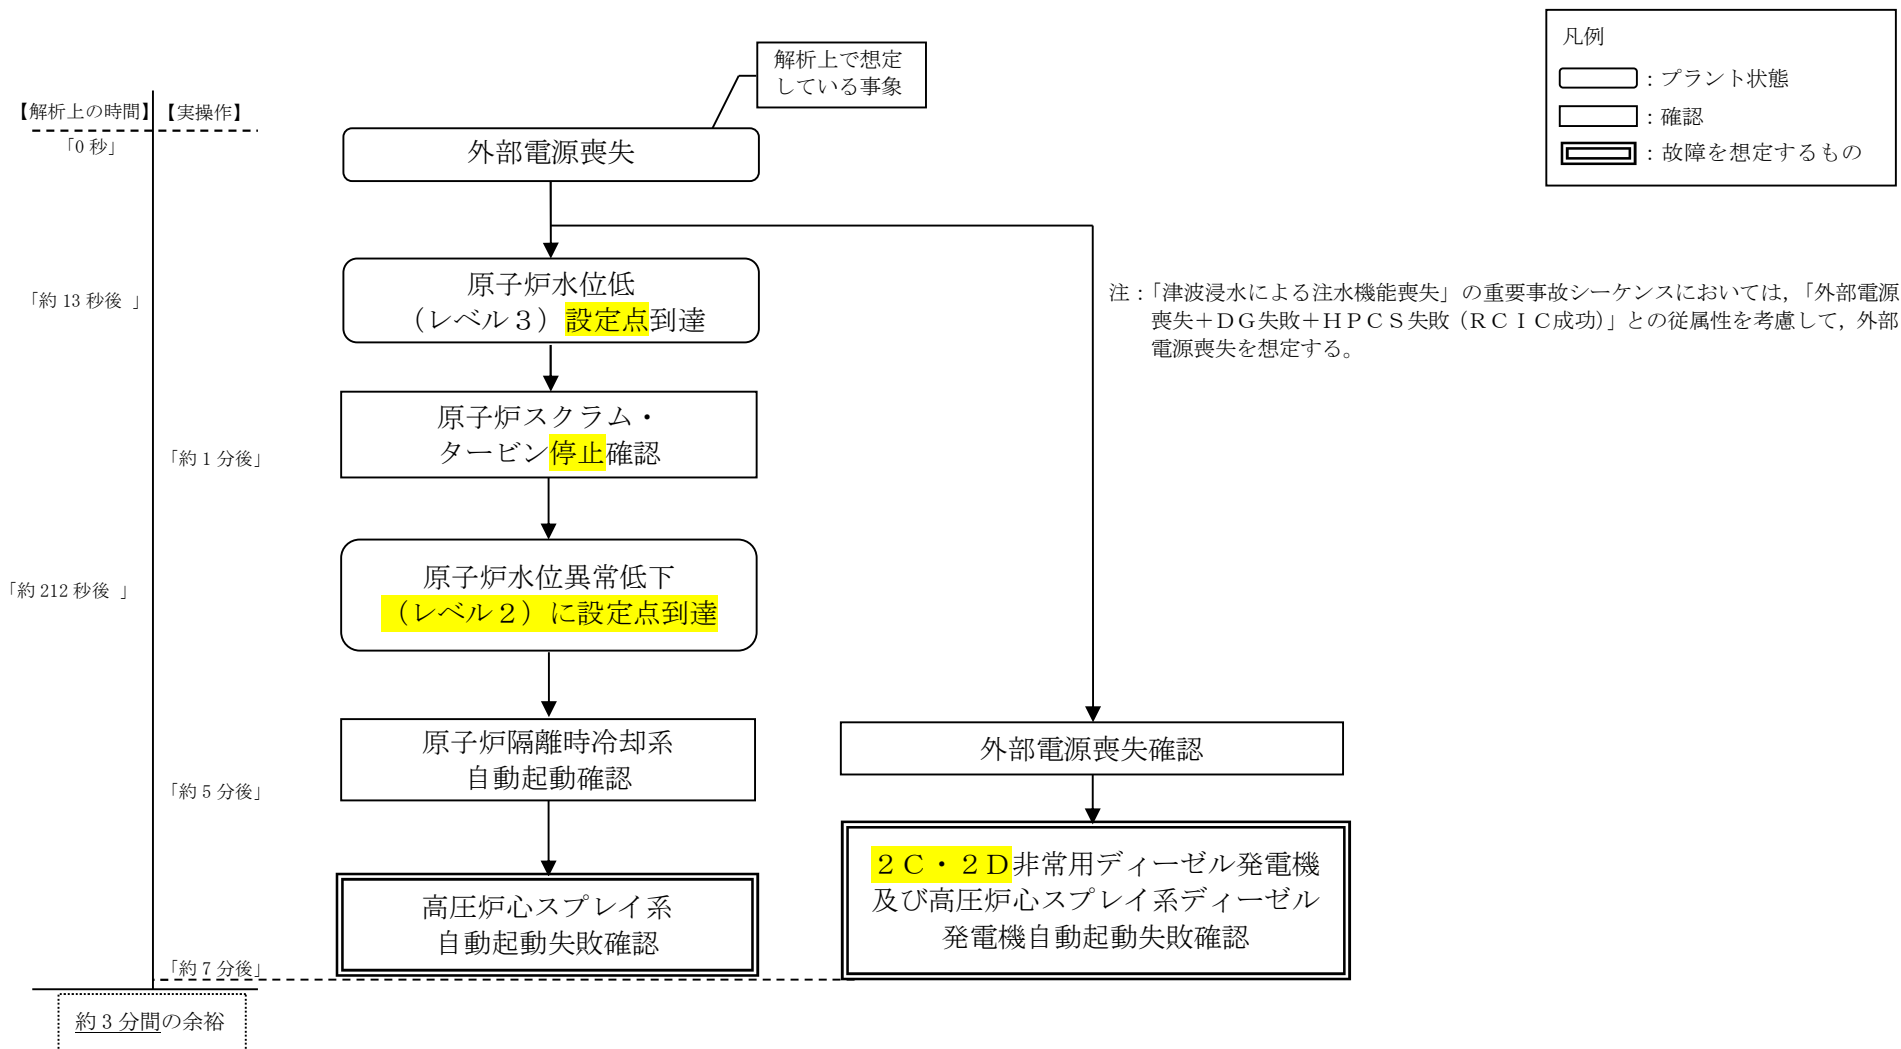 解析上で想定
している事象
凡例
：プラント状態
：確認
：故障を想定するもの
【解析上の時間】【実操作】
「0 秒」
外部電源喪失
「約 13 秒後 」
原子炉水位低
（レベル３）設定点到達
注：「津波浸水による注水機能喪失」の重要事故シーケンスにおいては，「外部電源
喪失＋ＤＧ失敗＋ＨＰＣＳ失敗（ＲＣＩＣ成功）」との従属性を考慮して，外部
電源喪失を想定する。
原子炉スクラム・
タービン停止確認
「約 1 分後」
原子炉水位異常低下
（レベル２）に設定点到達
「約 212 秒後 」
原子炉隔離時冷却系
自動起動確認
「約 5 分後」
外部電源喪失確認
２Ｃ・２Ｄ非常用ディーゼル発電機
及び高圧炉心スプレイ系ディーゼル
発電機自動起動失敗確認
高圧炉心スプレイ系
自動起動失敗確認
「約 7 分後」
約 3 分間の余裕